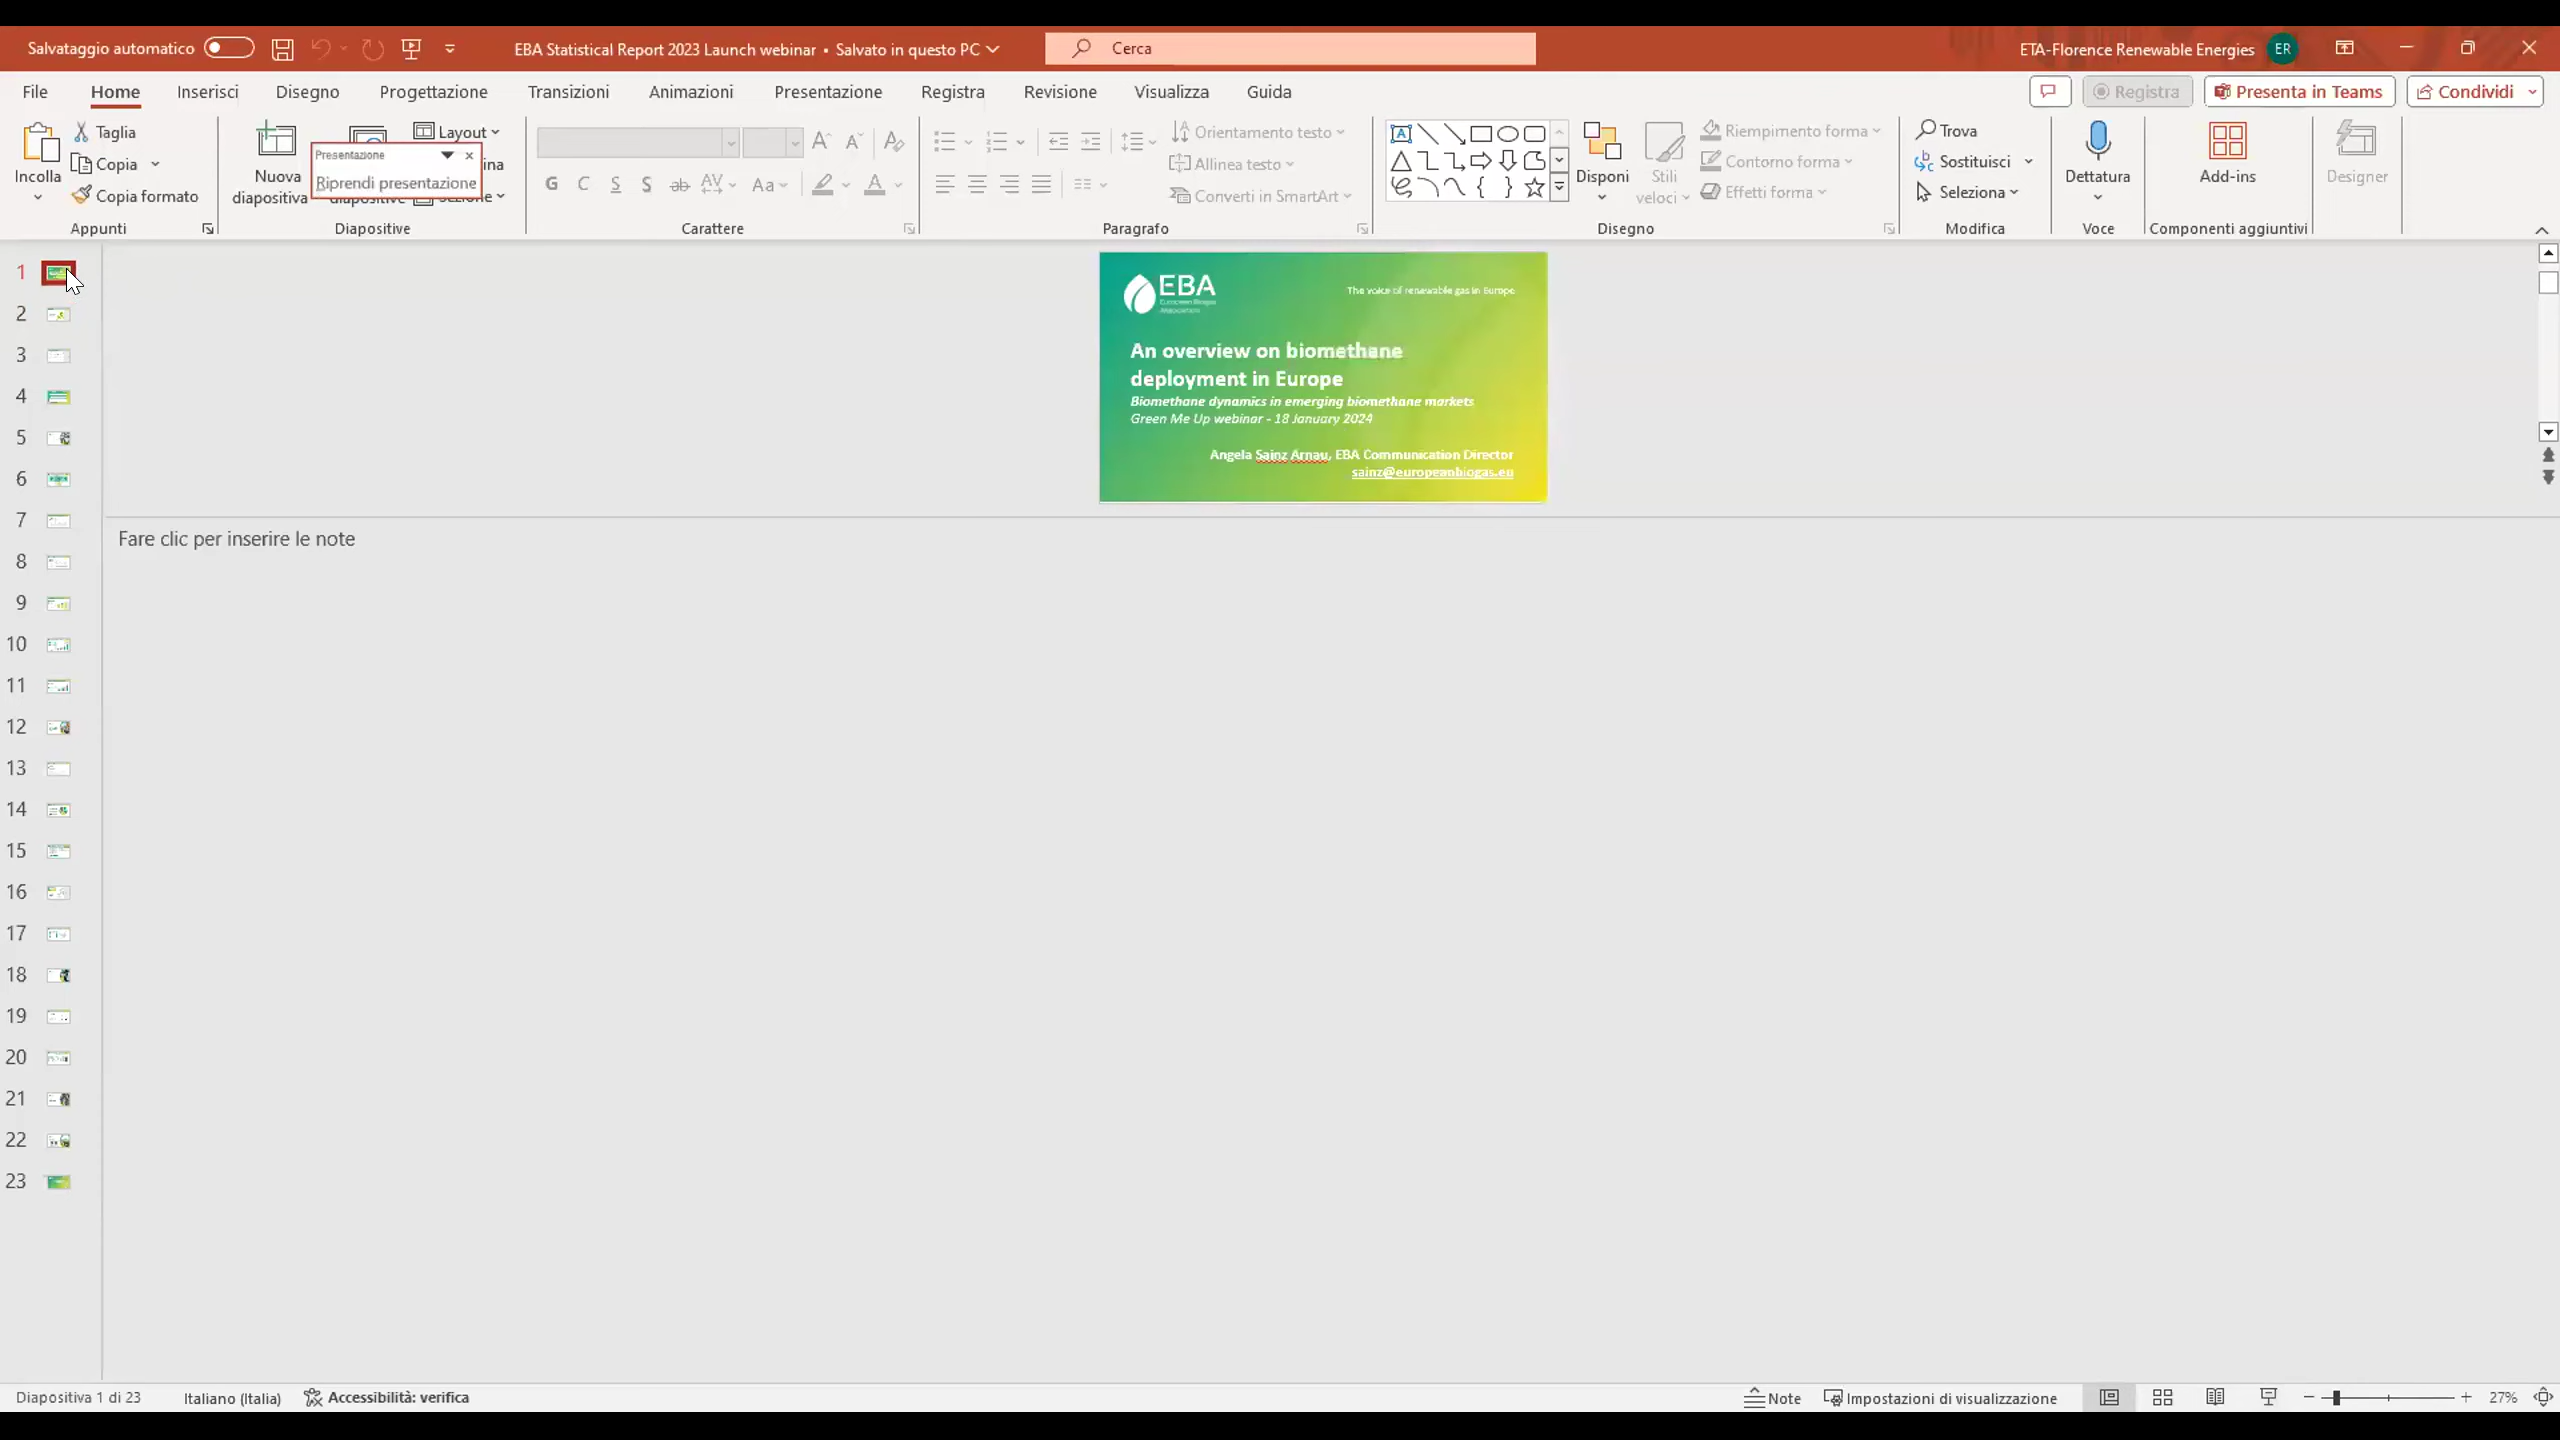 Salvataggio automatico
EBA Statistical Report 2023 Launch webinar • Salvato in questo PC
Cerca
ETA-Florence Renewable Energies ER
File Home Inserisci Disegno Progettazione Transizioni Animazioni Presentazione Registra Revisione Visualizza Guida
Registra Presenta in Teams Condividi
Incolla
Taglia
Copia
Copia formato
Appunti
Nuova
diapositiva
Layout
Presentazione
Riprendi presentazione
Diapositive
G C S S ab AV Aa A
Carattere
Orientamento testo
Allinea testo
Converti in SmartArt
Paragrafo
Disponi
Stili
veloci
Riempimento forma
Contorno forma
Effetti forma
Disegno
Trova
Sostituisci
Seleziona
Modifica
Dettatura
Voce
Add-ins
Componenti aggiuntivi
Designer
1
2
3
4
5
6
7
8
9
10
11
12
13
14
15
16
17
18
19
20
21
22
23
EBA
European Biogas
Association
The voice of renewable gas in Europe
An overview on biomethane
deployment in Europe
Biomethane dynamics in emerging biomethane markets
Green Me Up webinar - 18 January 2024
Angela Sainz Arnau, EBA Communication Director
sainz@europeanbiogas.eu
Fare clic per inserire le note
Diapositiva 1 di 23
Italiano (Italia)
Accessibilità: verifica
Note
Impostazioni di visualizzazione
27%